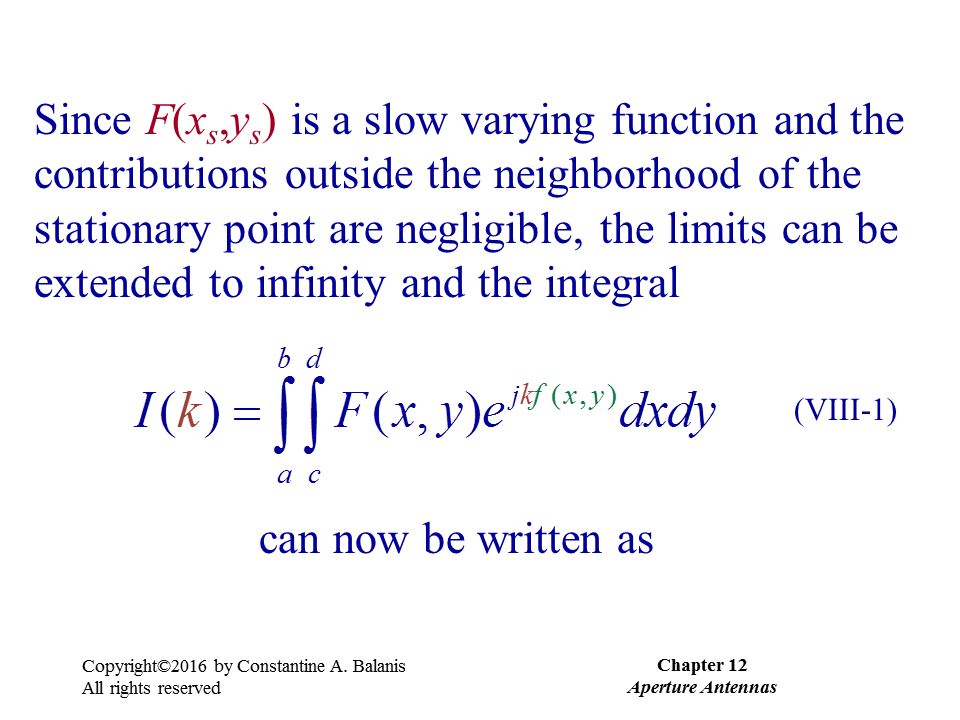 Since F(xₛ,yₛ) is a slow varying function and the
contributions outside the neighborhood of the
stationary point are negligible, the limits can be
extended to infinity and the integral
b d
I(k) = ∫∫ F(x, y)e^{jkf(x,y)} dxdy (VIII-1)
a c
can now be written as
Copyright©2016 by Constantine A. Balanis
All rights reserved
Chapter 12
Aperture Antennas